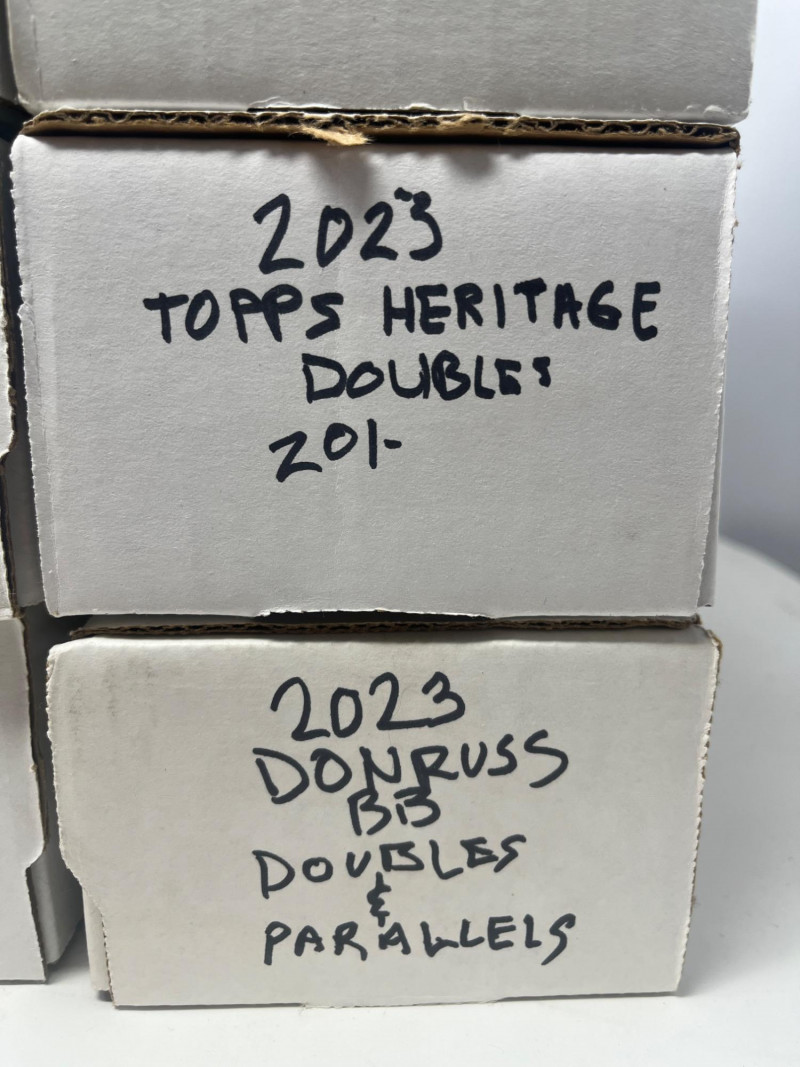 2023
TOPPS HERITAGE
DOUBLES
201-
2023
DONRUSS
BB
DOUBLES
&
PARALLELS